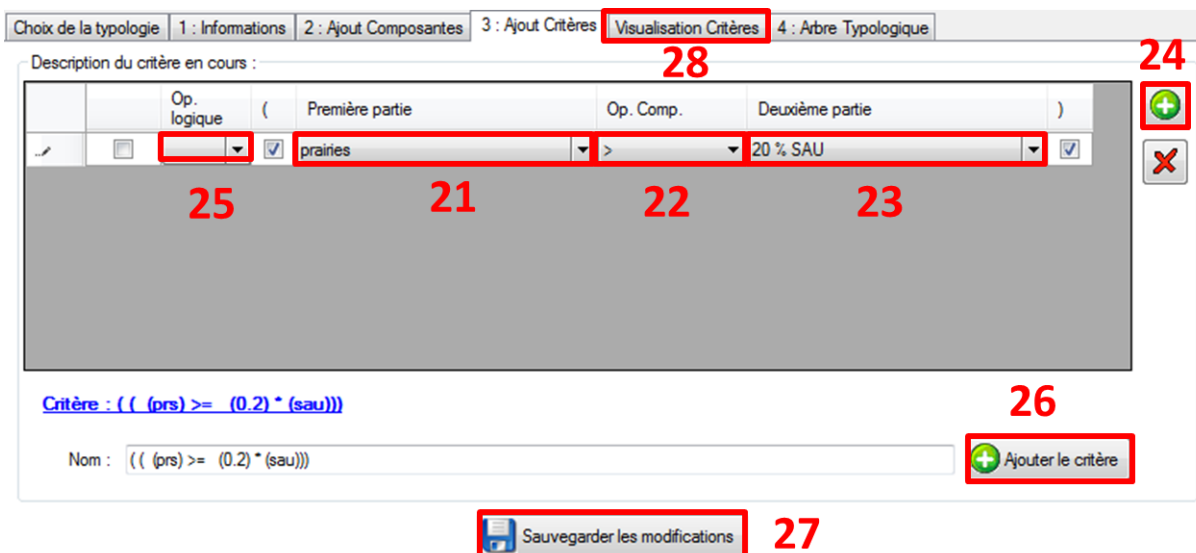 Choix de la typologie 1 : Informations 2 : Ajout Composantes 3 : Ajout Critères Visualisation Critères 4 : Arbre Typologique
Description du critère en cours :
28
24
Op. logique ( Première partie Op. Comp. Deuxième partie )
prairies > 20 % SAU
25 21 22 23
Critère : ( (  (prs) >=  (0.2) * (sau)))
26
Nom : ( (  (prs) >=  (0.2) * (sau))) Ajouter le critère
Sauvegarder les modifications 27